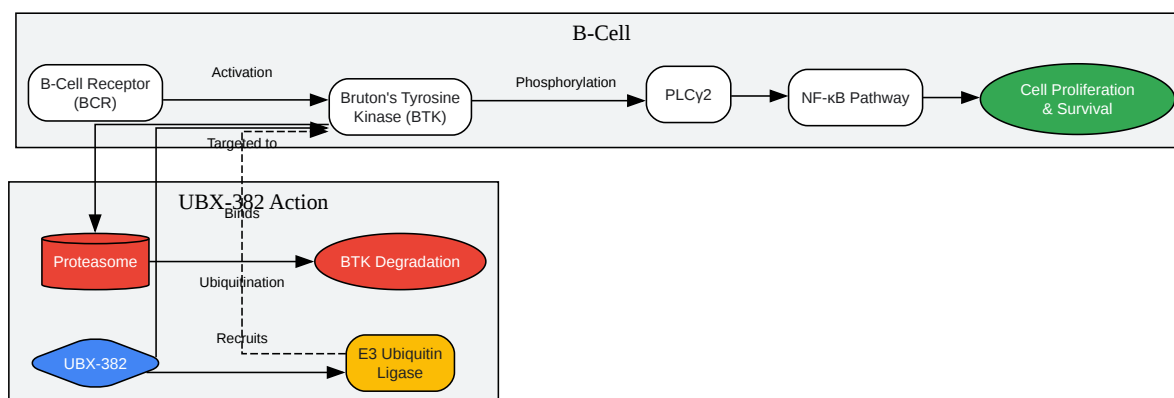 B-Cell
B-Cell Receptor
(BCR)
Activation
Bruton's Tyrosine
Kinase (BTK)
Phosphorylation
PLCγ2
NF-κB Pathway
Cell Proliferation
& Survival
Targeted to
UBX-382 Action
Binds
Proteasome
BTK Degradation
Ubiquitination
Recruits
UBX-382
E3 Ubiquitin
Ligase